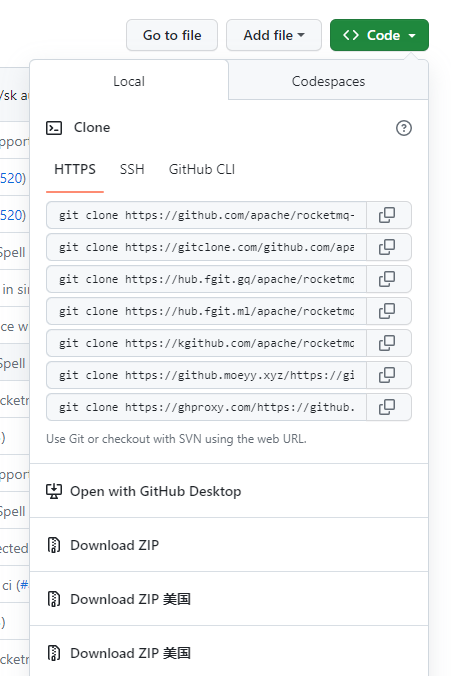 Go to file
Add file
Code
Local
Codespaces
/sk au
Clone
HTTPS
SSH
GitHub CLI
520)
git clone https://github.com/apache/rocketmq-
520)
git clone https://gitclone.com/github.com/apa
Spell
git clone https://hub.fgit.gq/apache/rocketmq
in sin
git clone https://hub.fgit.ml/apache/rocketmq
ce w
git clone https://kgithub.com/apache/rocketmq
Spell
git clone https://github.moeyy.xyz/https://gi
git clone https://ghproxy.com/https://github.
Use Git or checkout with SVN using the web URL.
Open with GitHub Desktop
Spell
Download ZIP
ected
ci (#
Download ZIP 美国
Download ZIP 美国